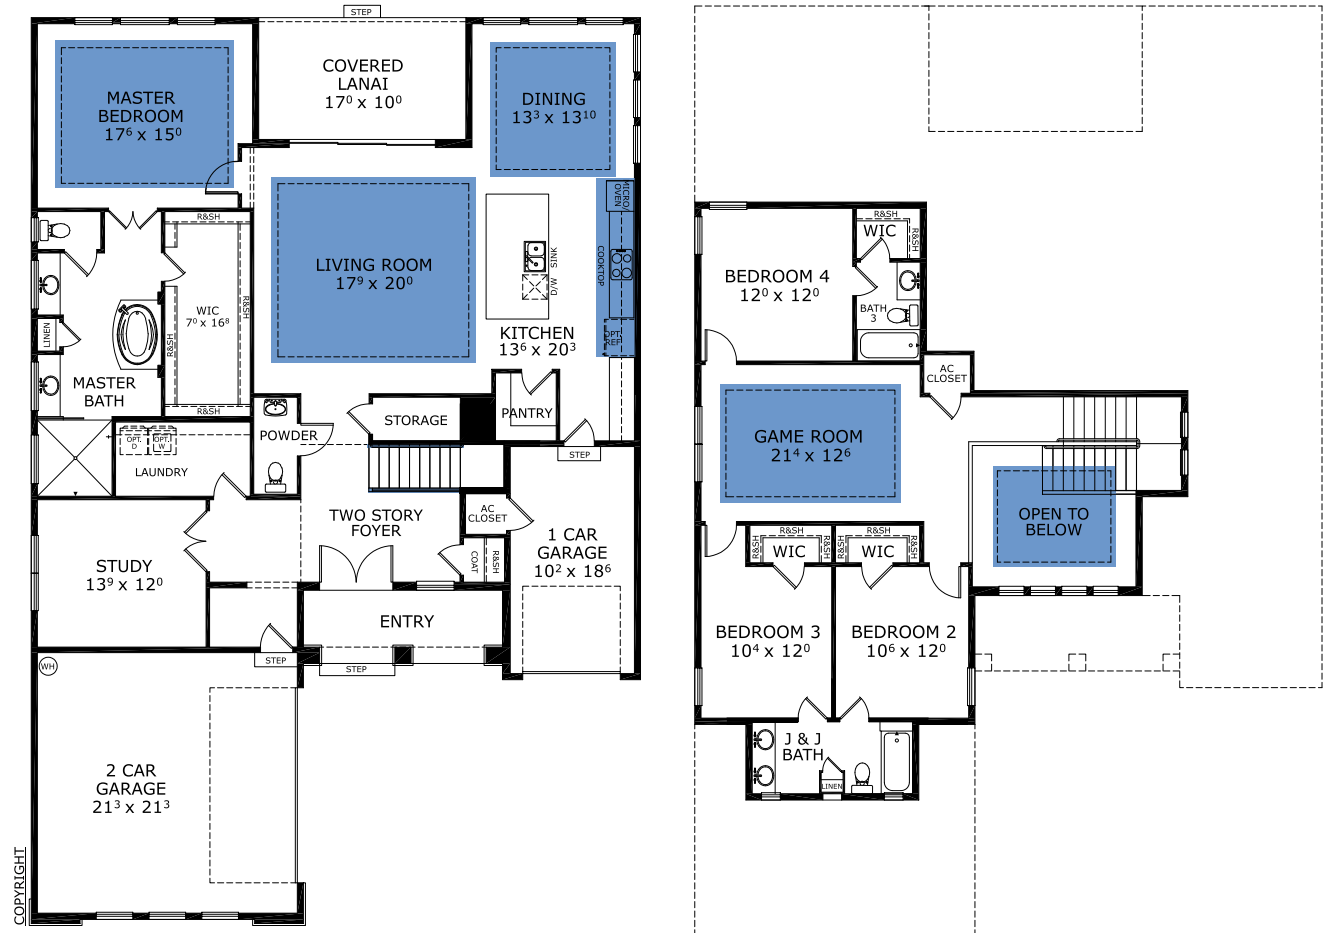 STEP
COVERED
LANAI
17⁰ x 10⁰
MASTER
BEDROOM
17⁶ x 15⁰
DINING
13³ x 13¹⁰
MICRO/
OVEN
COOKTOP
SINK
D/W
OPT.
REF.
LIVING ROOM
17⁹ x 20⁰
KITCHEN
13⁶ x 20³
R&SH
WIC
7⁰ x 16⁸
R&SH
R&SH
R&SH
LINEN
MASTER
BATH
PANTRY
STORAGE
POWDER
OPT.
D
OPT.
W
LAUNDRY
STEP
TWO STORY
FOYER
AC
CLOSET
1 CAR
GARAGE
10² x 18⁶
COAT
R&SH
STUDY
13⁹ x 12⁰
ENTRY
STEP
STEP
WH
2 CAR
GARAGE
21³ x 21³
COPYRIGHT
R&SH
WIC
R&SH
BEDROOM 4
12⁰ x 12⁰
BATH
3
AC
CLOSET
GAME ROOM
21⁴ x 12⁶
OPEN TO
BELOW
R&SH
R&SH
WIC
R&SH
R&SH
R&SH
WIC
R&SH
BEDROOM 3
10⁴ x 12⁰
BEDROOM 2
10⁶ x 12⁰
J & J
BATH
LINEN